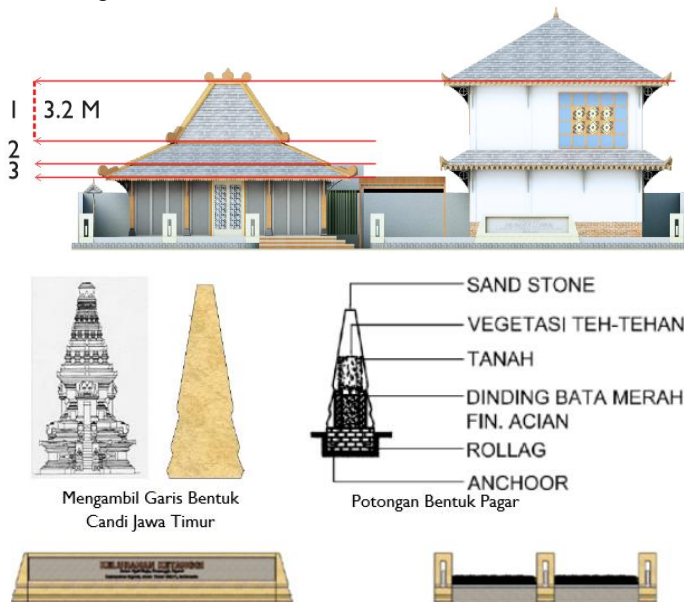 1
3.2 M
2
3
SAND STONE
VEGETASI TEH-TEHAN
TANAH
DINDING BATA MERAH
FIN. ACIAN
ROLLAG
ANCHOOR
Mengambil Garis Bentuk
Candi Jawa Timur
Potongan Bentuk Pagar
KELURAHAN KETANGGI